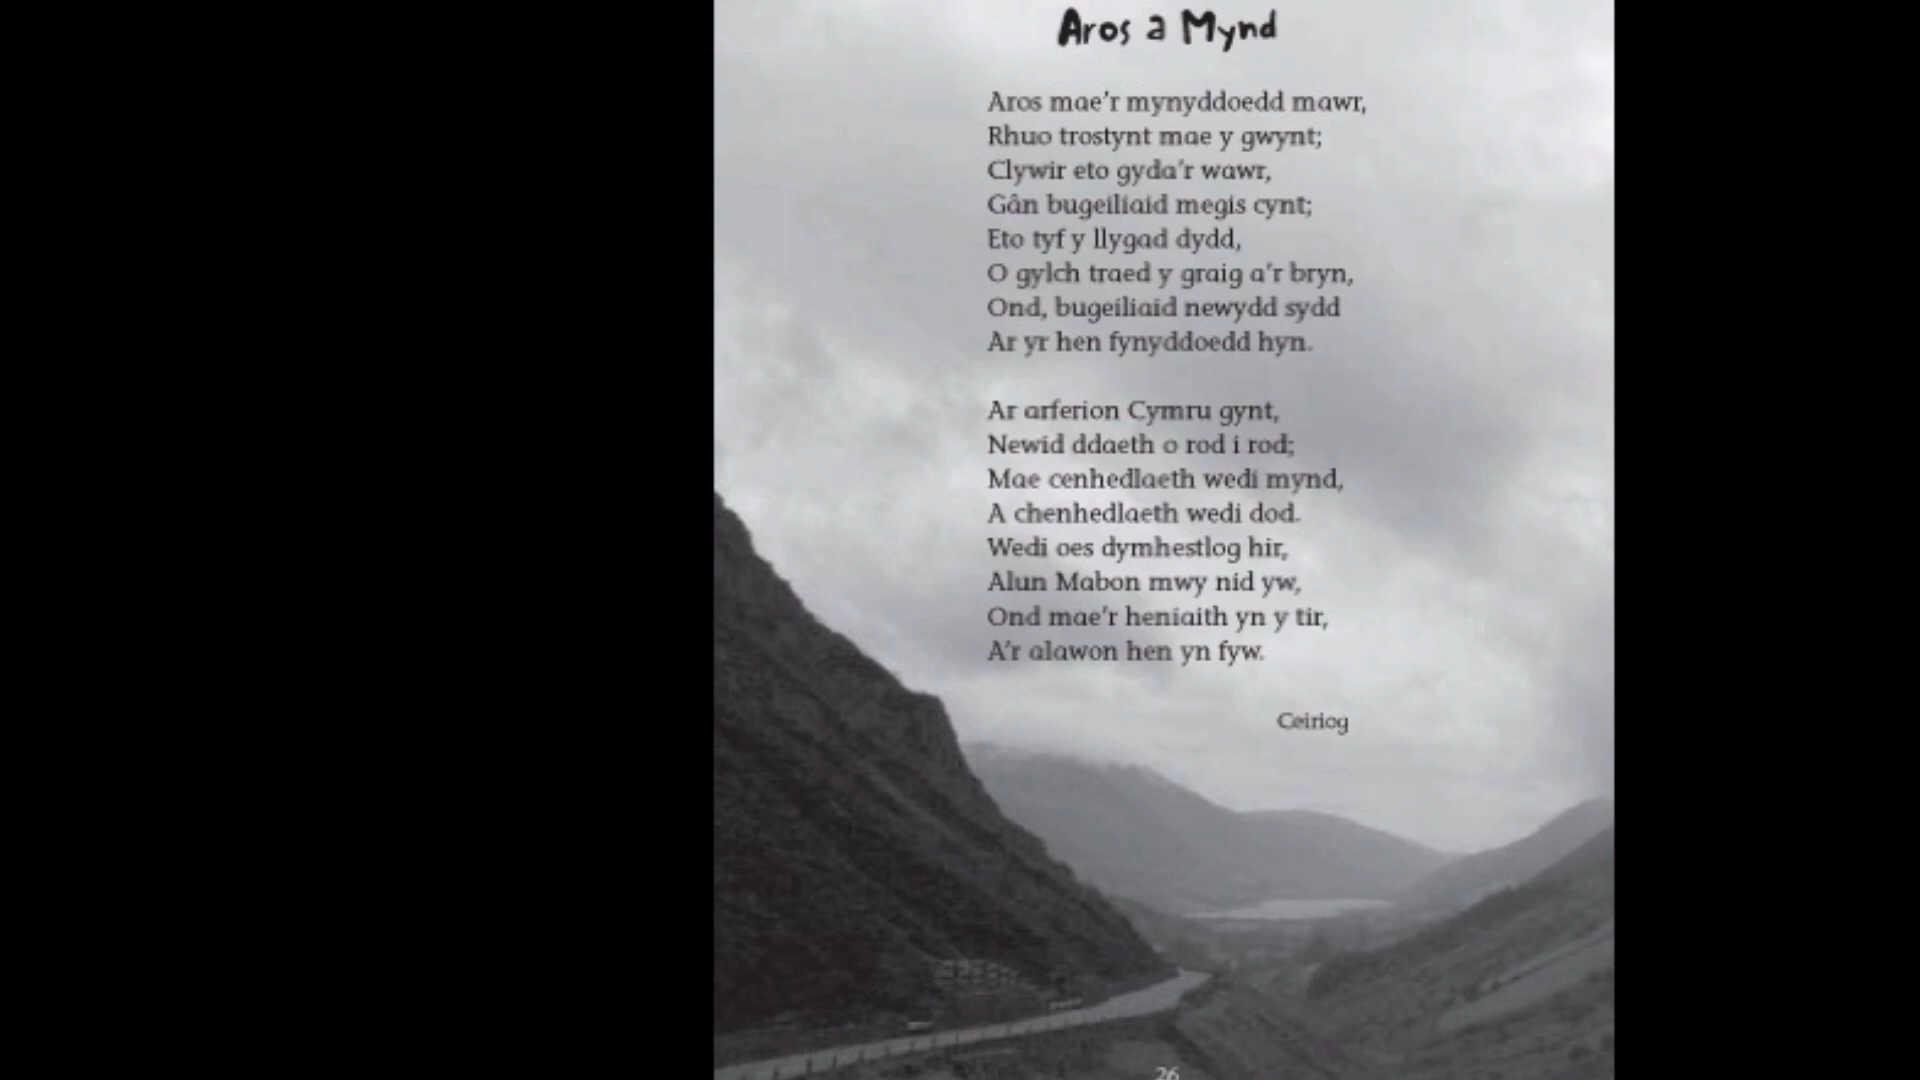 Aros a Mynd
Aros mae'r mynyddoedd mawr,
Rhuo trostynt mae y gwynt;
Clywir eto gyda'r wawr,
Gân bugeiliaid megis cynt;
Eto tyf y llygad dydd,
O gylch traed y graig a'r bryn,
Ond, bugeiliaid newydd sydd
Ar yr hen fynyddoedd hyn.
Ar arferion Cymru gynt,
Newid ddaeth o rod i rod;
Mae cenhedlaeth wedi mynd,
A chenhedlaeth wedi dod.
Wedi oes dymhestlog hir,
Alun Mabon mwy nid yw,
Ond mae'r heniaith yn y tir,
A'r alawon hen yn fyw.
Ceiriog
26